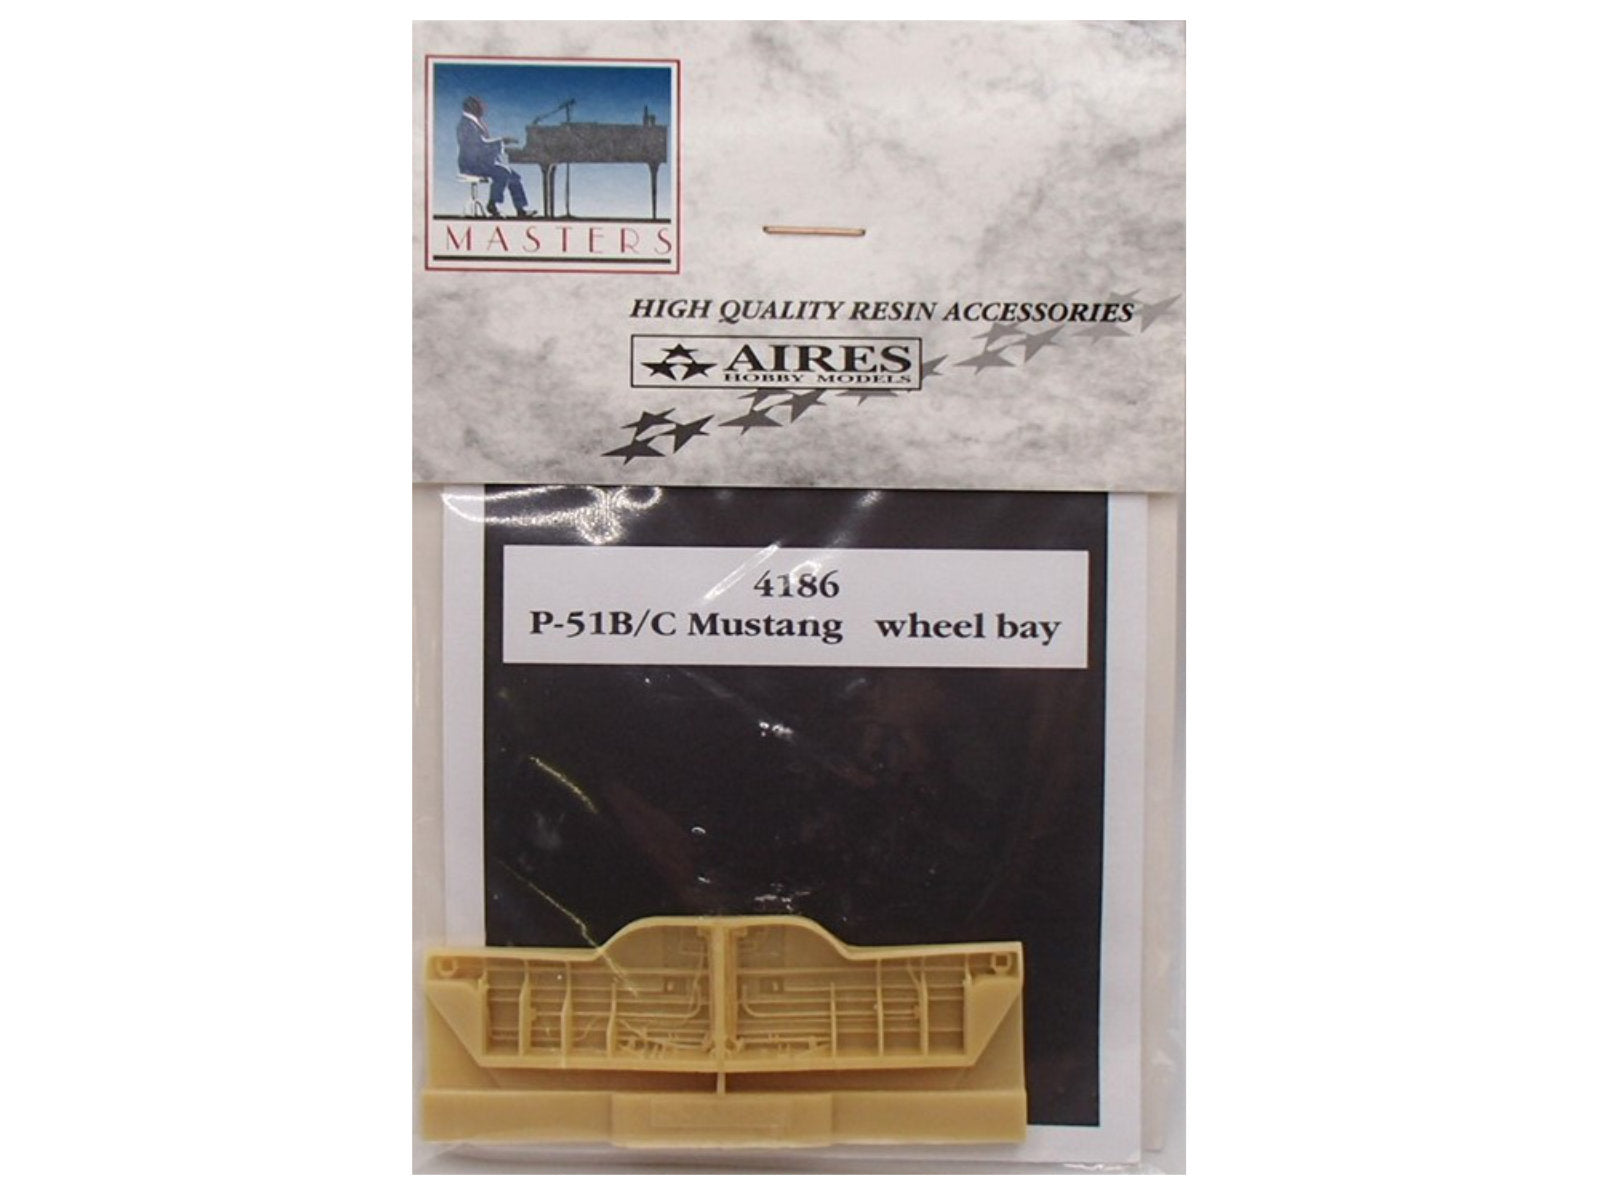 MASTERS
HIGH QUALITY RESIN ACCESSORIES
AIRES
HOBBY MODELS
4186
P-51B/C Mustang wheel bay